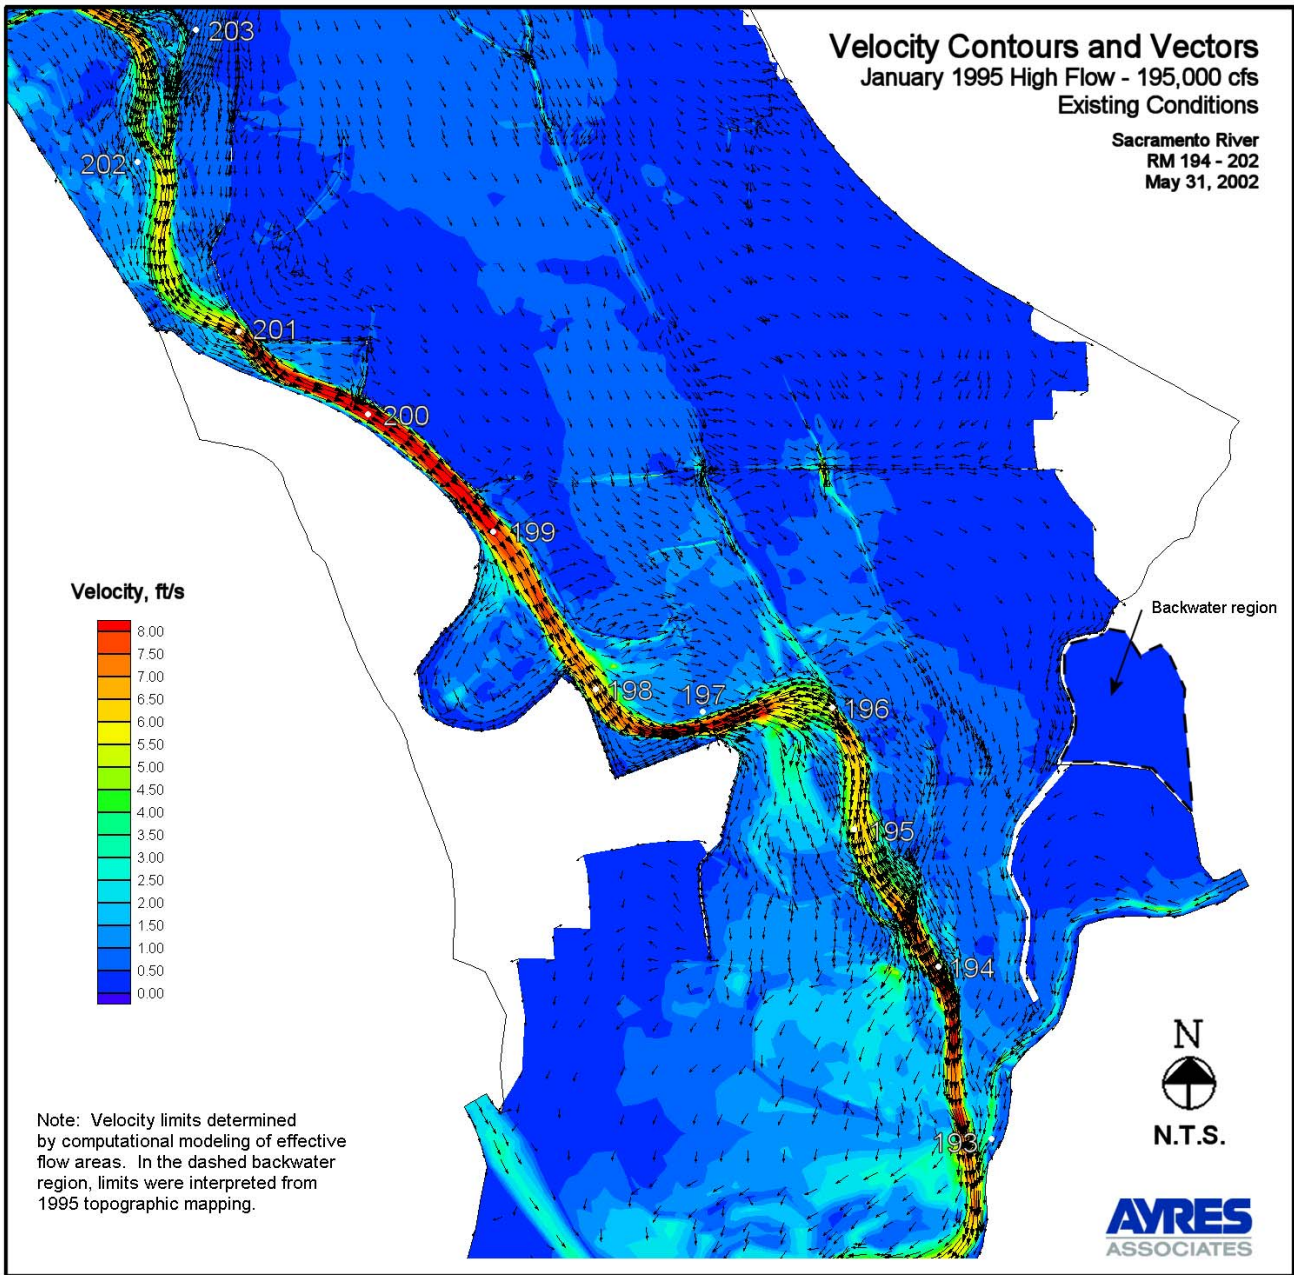 Velocity Contours and Vectors
January 1995 High Flow - 195,000 cfs
Existing Conditions
Sacramento River
RM 194 - 202
May 31, 2002
203
202
201
200
199
198
197
196
195
194
193
Backwater region
Velocity, ft/s
8.00
7.50
7.00
6.50
6.00
5.50
5.00
4.50
4.00
3.50
3.00
2.50
2.00
1.50
1.00
0.50
0.00
Note: Velocity limits determined
by computational modeling of effective
flow areas. In the dashed backwater
region, limits were interpreted from
1995 topographic mapping.
N
N.T.S.
AYRES
ASSOCIATES